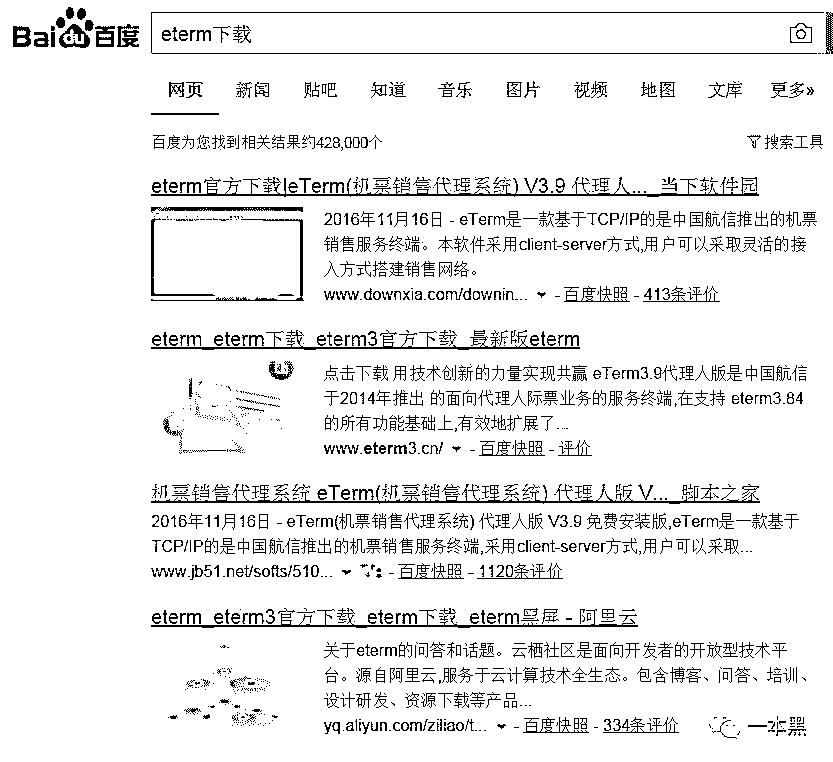 Bai du 百度
eterm下载
网页 新闻 贴吧 知道 音乐 图片 视频 地图 文库 更多»
百度为您找到相关结果约428,000个 搜索工具
eterm官方下载|eTerm(机票销售代理系统) V3.9 代理人..._当下软件园
2016年11月16日 - eTerm是一款基于TCP/IP的是中国航信推出的机票
销售服务终端。本软件采用client-server方式,用户可以采取灵活的接
入方式搭建销售网络。
www.downxia.com/downin... - 百度快照 - 413条评价
eterm_eterm下载_eterm3官方下载_最新版eterm
点击下载 用技术创新的力量实现共赢 eTerm3.9代理人版是中国航信
于2014年推出 的面向代理人际票业务的服务终端,在支持 eterm3.84
的所有功能基础上,有效地扩展了...
www.eterm3.cn/ - 百度快照 - 评价
机票销售代理系统 eTerm(机票销售代理系统) 代理人版 V..._脚本之家
2016年11月16日 - eTerm(机票销售代理系统) 代理人版 V3.9 免费安装版,eTerm是一款基于
TCP/IP的是中国航信推出的机票销售服务终端,采用client-server方式,用户可以采取...
www.jb51.net/softs/510... - 百度快照 - 1120条评价
eterm_eterm3官方下载_eterm下载_eterm黑屏 - 阿里云
关于eterm的问答和话题。云栖社区是面向开发者的开放型技术平
台。源自阿里云,服务于云计算技术全生态。包含博客、问答、培训、
设计研发、资源下载等产品...
yq.aliyun.com/ziliao/t... - 百度快照 - 334条评价
一本黑